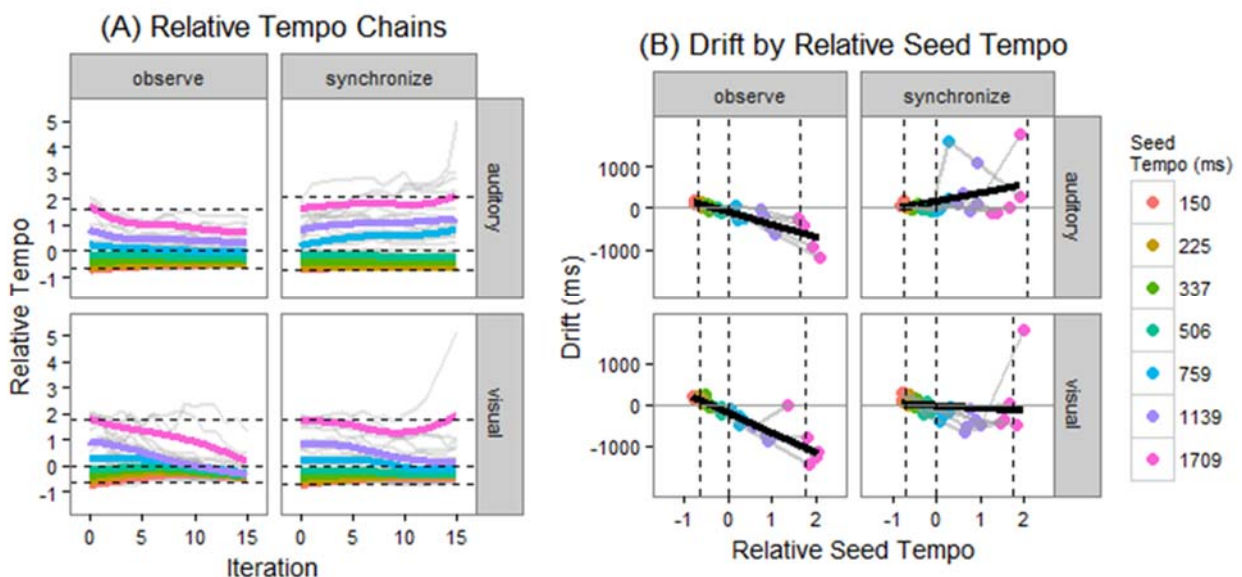 (A) Relative Tempo Chains
observe
synchronize
5
4
3
2
1
0
-1
auditory
5
4
3
2
1
0
-1
visual
Relative Tempo
0
5
10
15
0
5
10
15
Iteration
(B) Drift by Relative Seed Tempo
observe
synchronize
1000
0
-1000
auditory
1000
0
-1000
visual
Drift (ms)
-1
0
1
2
-1
0
1
2
Relative Seed Tempo
Seed
Tempo (ms)
150
225
337
506
759
1139
1709